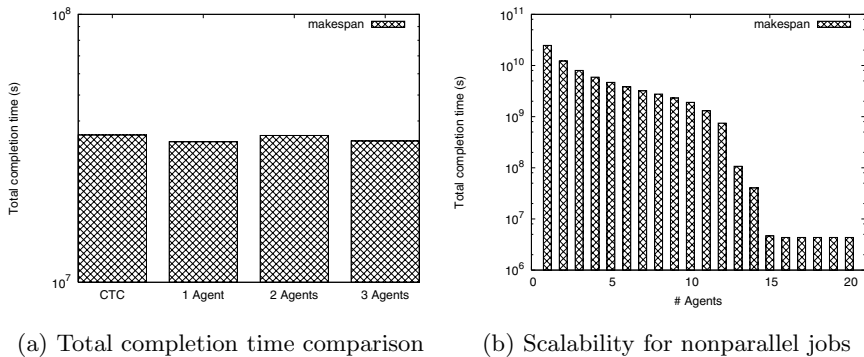 10^8
makespan
Total completion time (s)
10^7
CTC
1 Agent
2 Agents
3 Agents
(a) Total completion time comparison
10^11
makespan
10^10
10^9
10^8
10^7
10^6
Total completion time (s)
0
5
10
15
20
# Agents
(b) Scalability for nonparallel jobs